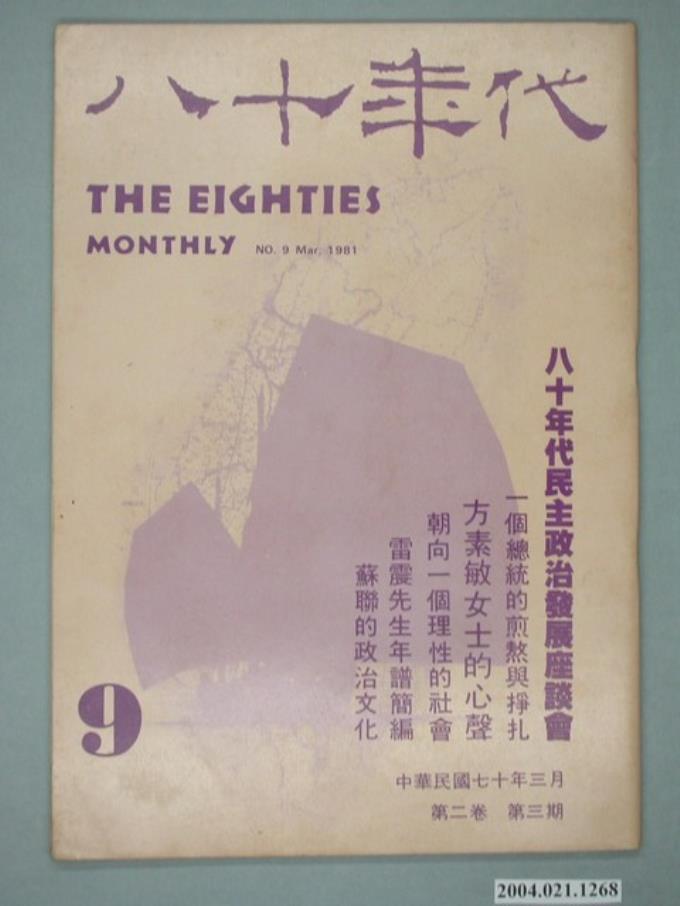 八十年代
THE EIGHTIES
MONTHLY NO. 9 Mar, 1981
八十年代民主政治發展座談會
一個總統的煎熬與掙扎
方素敏女士的心聲
朝向一個理性的社會
雷震先生年譜簡編
蘇聯的政治文化
9
中華民國七十年三月
第二卷 第三期
2004.021.1268